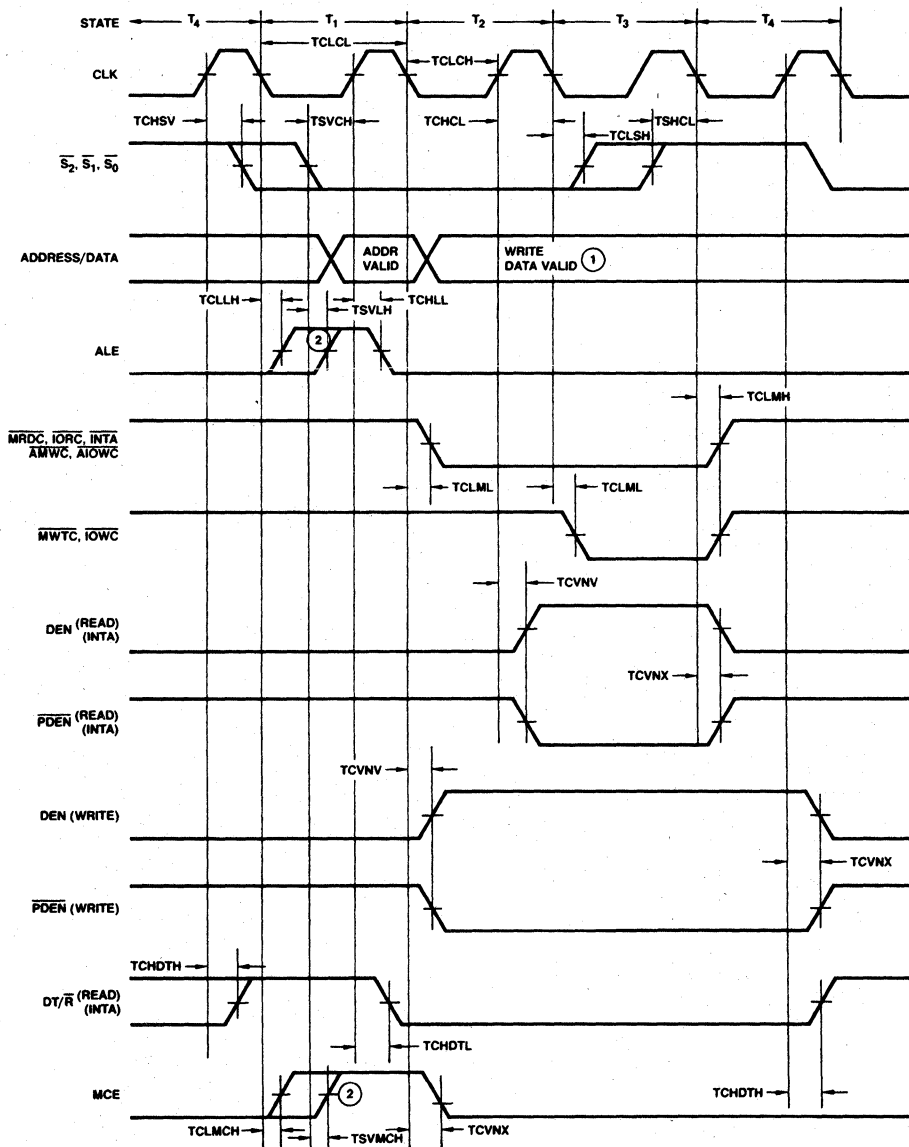 STATE T4 T1 T2 T3 T4
TCLCL
TCLCH
CLK
TCHSV TSVCH TCHCL TSHCL
TCLSH
S2, S1, S0
ADDRESS/DATA ADDR VALID WRITE DATA VALID 1
TCLLH TCHLL
TSVLH
ALE 2
TCLMH
MRDC, IORC, INTA
AMWC, AIOWC
TCLML TCLML
MWTC, IOWC
TCVNV
DEN (READ)
(INTA)
TCVNX
PDEN (READ)
(INTA)
TCVNV
DEN (WRITE)
TCVNX
PDEN (WRITE)
TCHDTH
DT/R (READ)
(INTA)
TCHDTL
MCE 2 TCHDTH
TCLMCH TSVMCH TCVNX